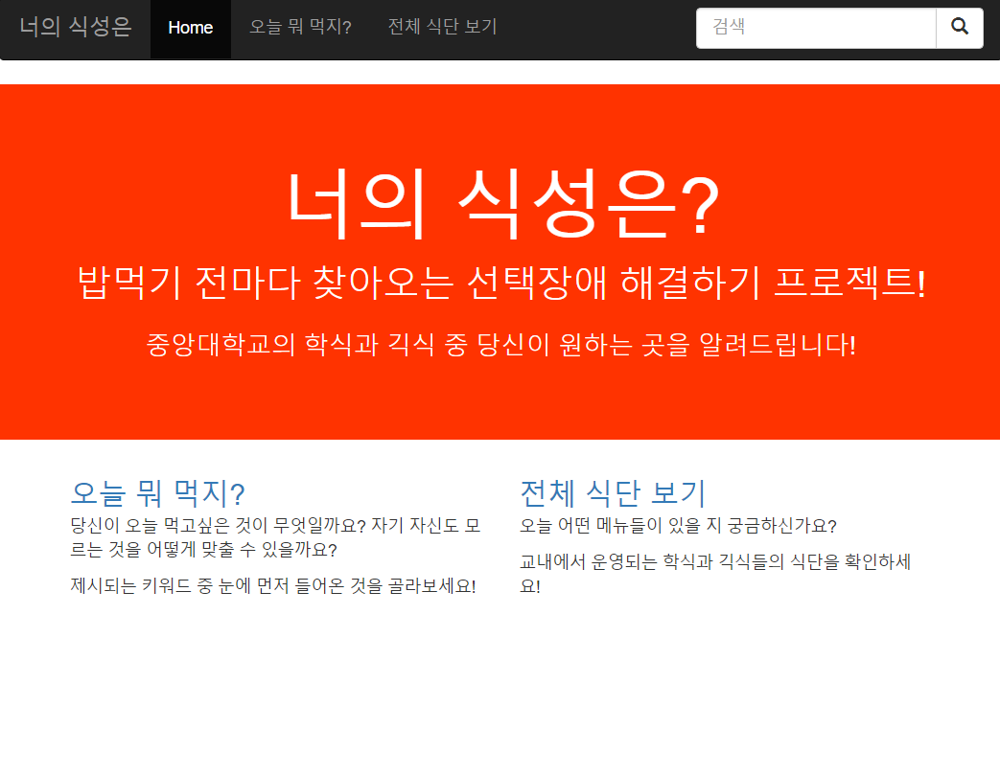 너의 식성은 Home 오늘 뭐 먹지? 전체 식단 보기 검색
너의 식성은?
밥먹기 전마다 찾아오는 선택장애 해결하기 프로젝트!
중앙대학교의 학식과 긱식 중 당신이 원하는 곳을 알려드립니다!
오늘 뭐 먹지?
당신이 오늘 먹고싶은 것이 무엇일까요? 자기 자신도 모
르는 것을 어떻게 맞출 수 있을까요?
제시되는 키워드 중 눈에 먼저 들어온 것을 골라보세요!
전체 식단 보기
오늘 어떤 메뉴들이 있을 지 궁금하신가요?
교내에서 운영되는 학식과 긱식들의 식단을 확인하세
요!